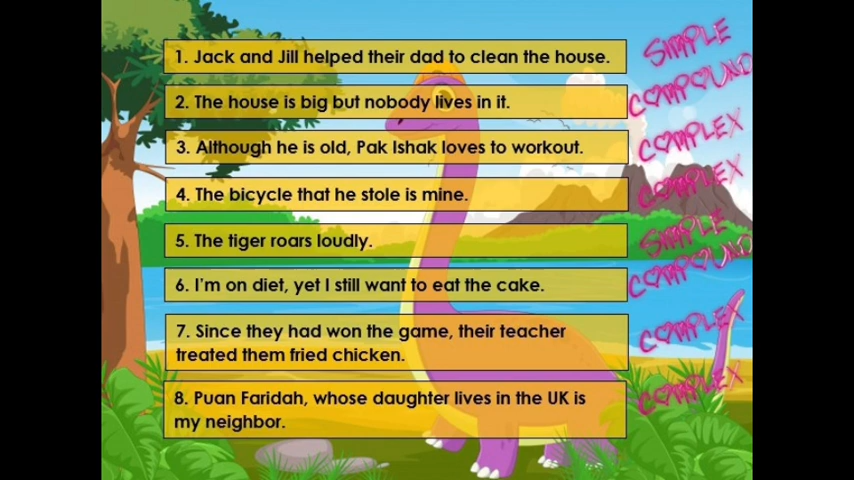 1. Jack and Jill helped their dad to clean the house.
SIMPLE
2. The house is big but nobody lives in it.
COMPOUND
3. Although he is old, Pak Ishak loves to workout.
COMPLEX
4. The bicycle that he stole is mine.
COMPLEX
5. The tiger roars loudly.
SIMPLE
6. I'm on diet, yet I still want to eat the cake.
COMPOUND
7. Since they had won the game, their teacher
treated them fried chicken.
COMPLEX
8. Puan Faridah, whose daughter lives in the UK is
my neighbor.
COMPLEX